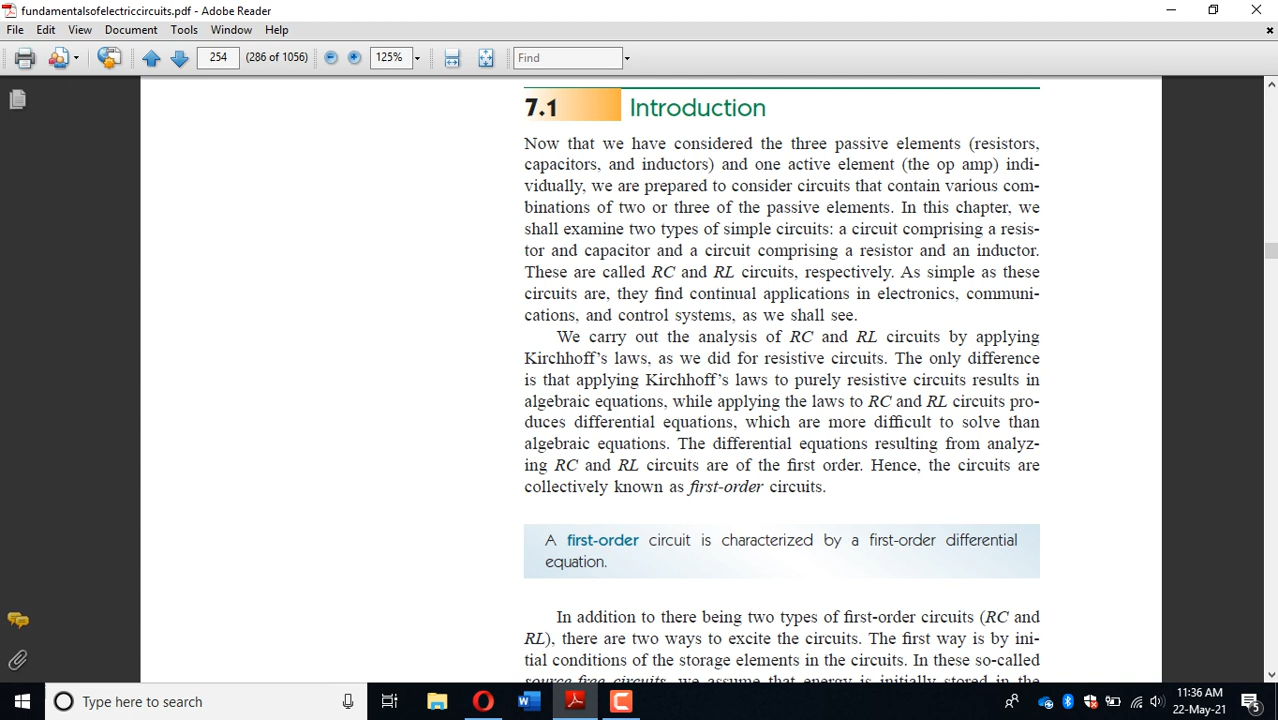 fundamentalsofelectriccircuits.pdf - Adobe Reader
File Edit View Document Tools Window Help
254 (286 of 1056) 125% Find
7.1 Introduction
Now that we have considered the three passive elements (resistors,
capacitors, and inductors) and one active element (the op amp) indi-
vidually, we are prepared to consider circuits that contain various com-
binations of two or three of the passive elements. In this chapter, we
shall examine two types of simple circuits: a circuit comprising a resis-
tor and capacitor and a circuit comprising a resistor and an inductor.
These are called RC and RL circuits, respectively. As simple as these
circuits are, they find continual applications in electronics, communi-
cations, and control systems, as we shall see.
We carry out the analysis of RC and RL circuits by applying
Kirchhoff's laws, as we did for resistive circuits. The only difference
is that applying Kirchhoff's laws to purely resistive circuits results in
algebraic equations, while applying the laws to RC and RL circuits pro-
duces differential equations, which are more difficult to solve than
algebraic equations. The differential equations resulting from analyz-
ing RC and RL circuits are of the first order. Hence, the circuits are
collectively known as first-order circuits.
A first-order circuit is characterized by a first-order differential
equation.
In addition to there being two types of first-order circuits (RC and
RL), there are two ways to excite the circuits. The first way is by ini-
tial conditions of the storage elements in the circuits. In these so-called
source-free circuits, we assume that energy is initially stored in the
Type here to search
11:36 AM
22-May-21
5